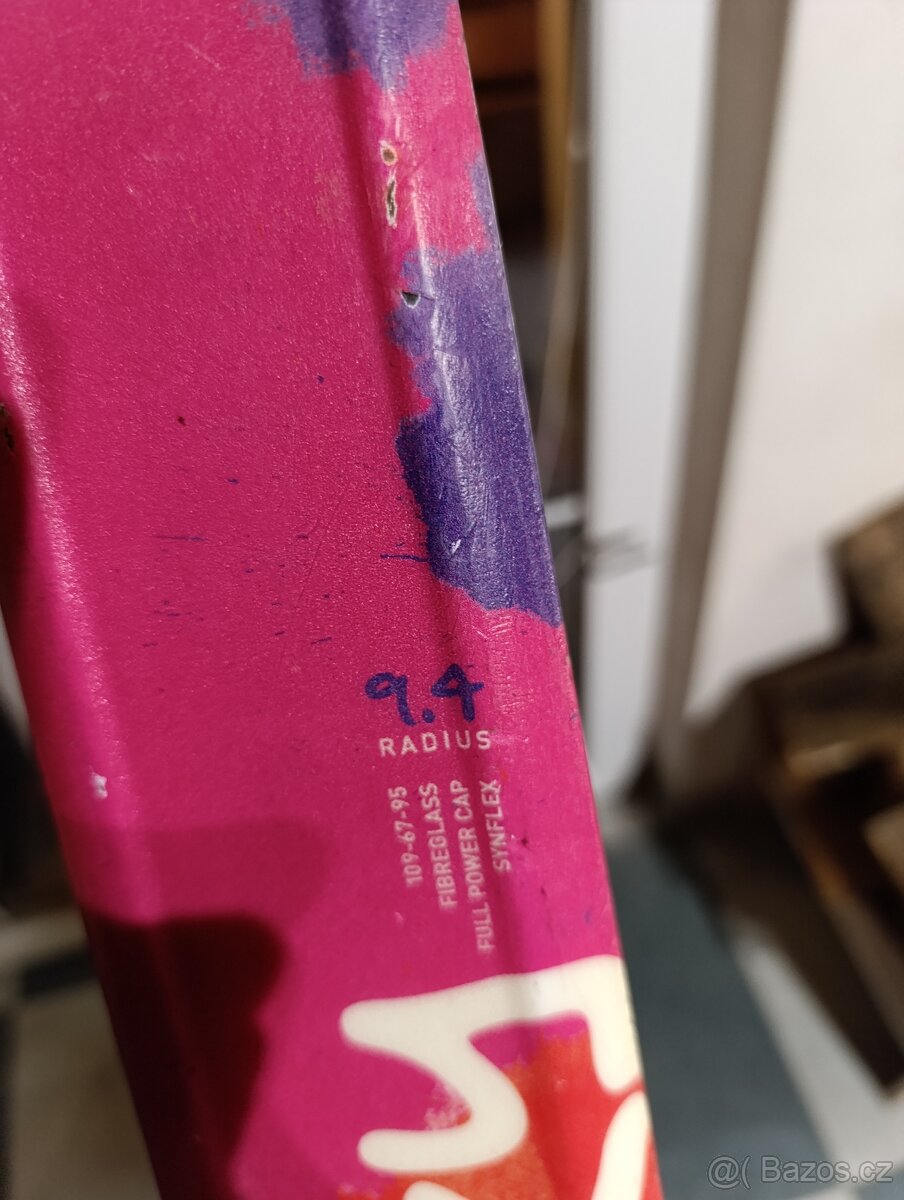 9.4
RADIUS
109-67-95
FIBREGLASS
FULL POWER CAP
SYNFLEX
@( Bazos.cz